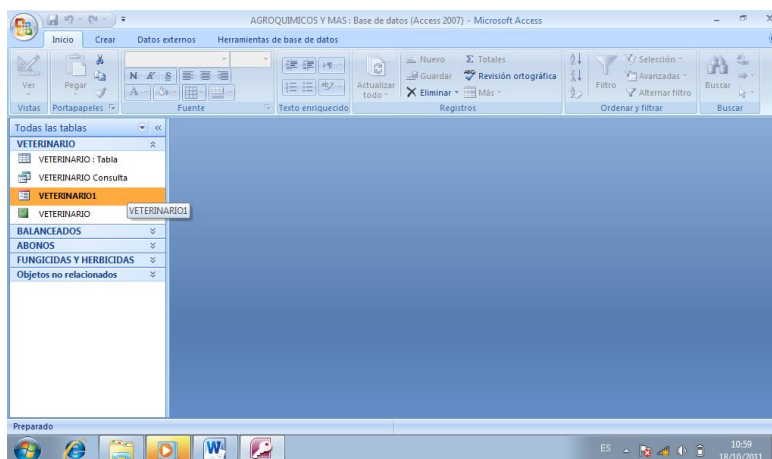 AGROQUIMICOS Y MAS : Base de datos (Access 2007) - Microsoft Access
Inicio Crear Datos externos Herramientas de base de datos
Ver
Pegar
N K S
A
Actualizar todo
Nuevo
Guardar
Eliminar
Σ Totales
Revisión ortográfica
Más
Filtro
Selección
Avanzadas
Alternar filtro
Buscar
Vistas Portapapeles Fuente Texto enriquecido Registros Ordenar y filtrar Buscar
Todas las tablas
VETERINARIO
VETERINARIO : Tabla
VETERINARIO Consulta
VETERINARIO1
VETERINARIO1
VETERINARIO
BALANCEADOS
ABONOS
FUNGICIDAS Y HERBICIDAS
Objetos no relacionados
Preparado
ES
10:59
18/10/2011